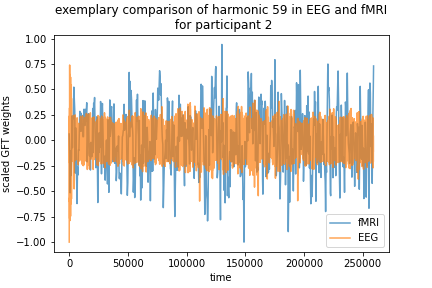 exemplary comparison of harmonic 59 in EEG and fMRI
for participant 2
1.00
0.75
0.50
0.25
0.00
−0.25
−0.50
−0.75
−1.00
scaled GFT weights
0 50000 100000 150000 200000 250000
time
fMRI
EEG